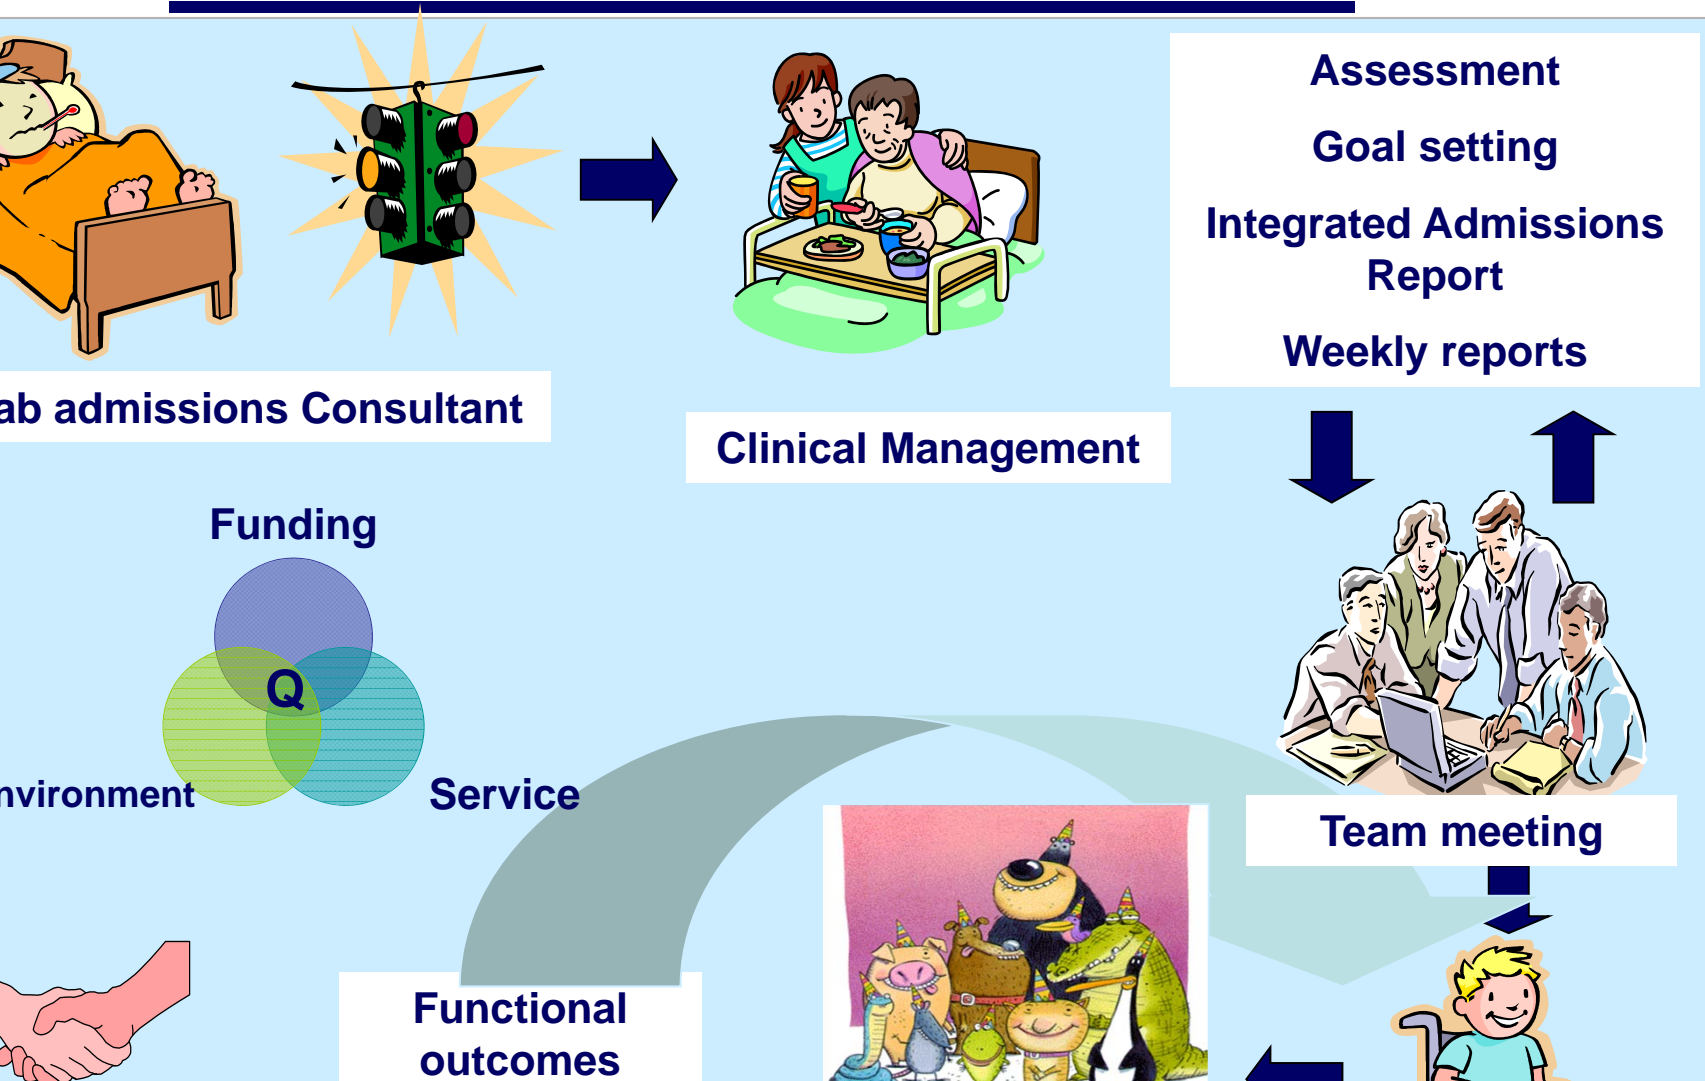 Assessment
Goal setting
Integrated Admissions
Report
Weekly reports
ab admissions Consultant
Clinical Management
Funding
Q
nvironment
Service
Team meeting
Functional
outcomes